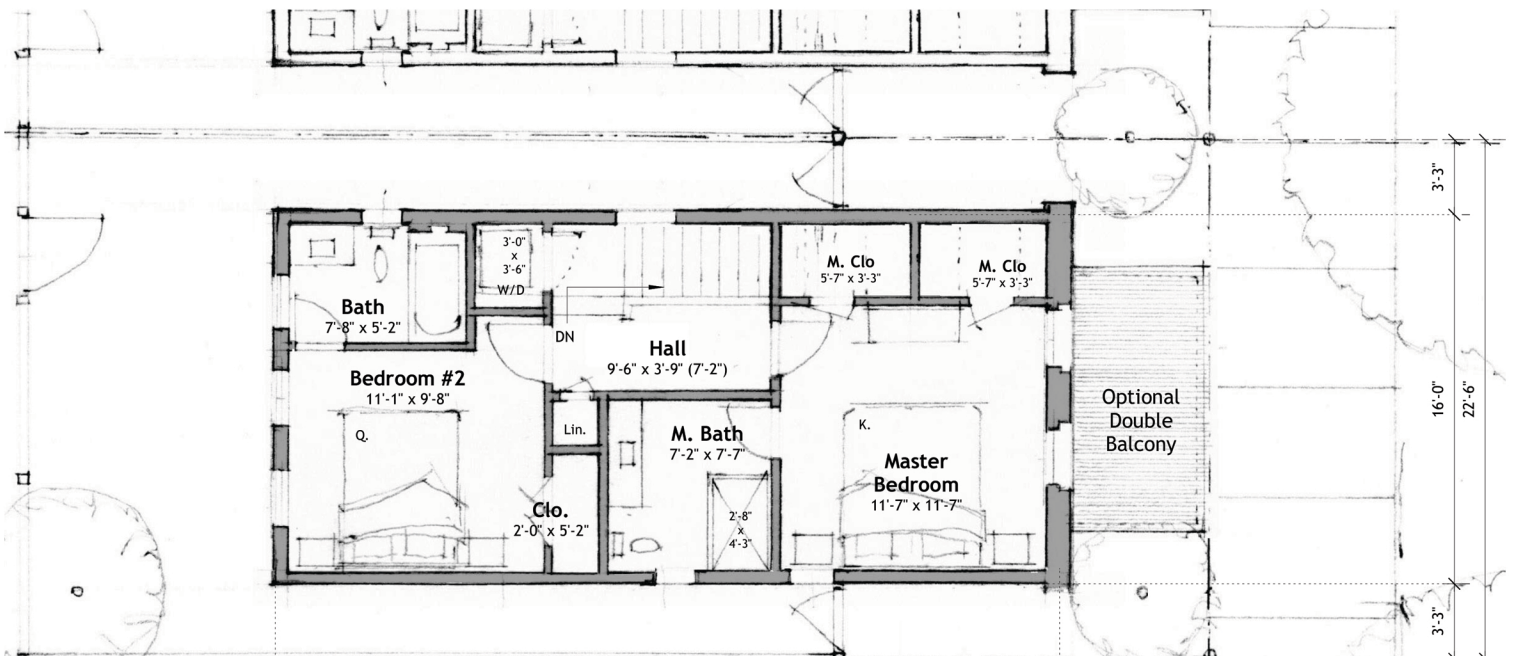 3'-3"
3'-0"
x
3'-6"
W/D
M. Clo
5'-7" x 3'-3"
M. Clo
5'-7" x 3'-3"
Bath
7'-8" x 5'-2"
DN
Hall
9'-6" x 3'-9" (7'-2")
Bedroom #2
11'-1" x 9'-8"
Q.
Lin.
M. Bath
7'-2" x 7'-7"
K.
Master
Bedroom
11'-7" x 11'-7"
Optional
Double
Balcony
16'-0"
22'-6"
Clo.
2'-0" x 5'-2"
2'-8"
x
4'-3"
3'-3"